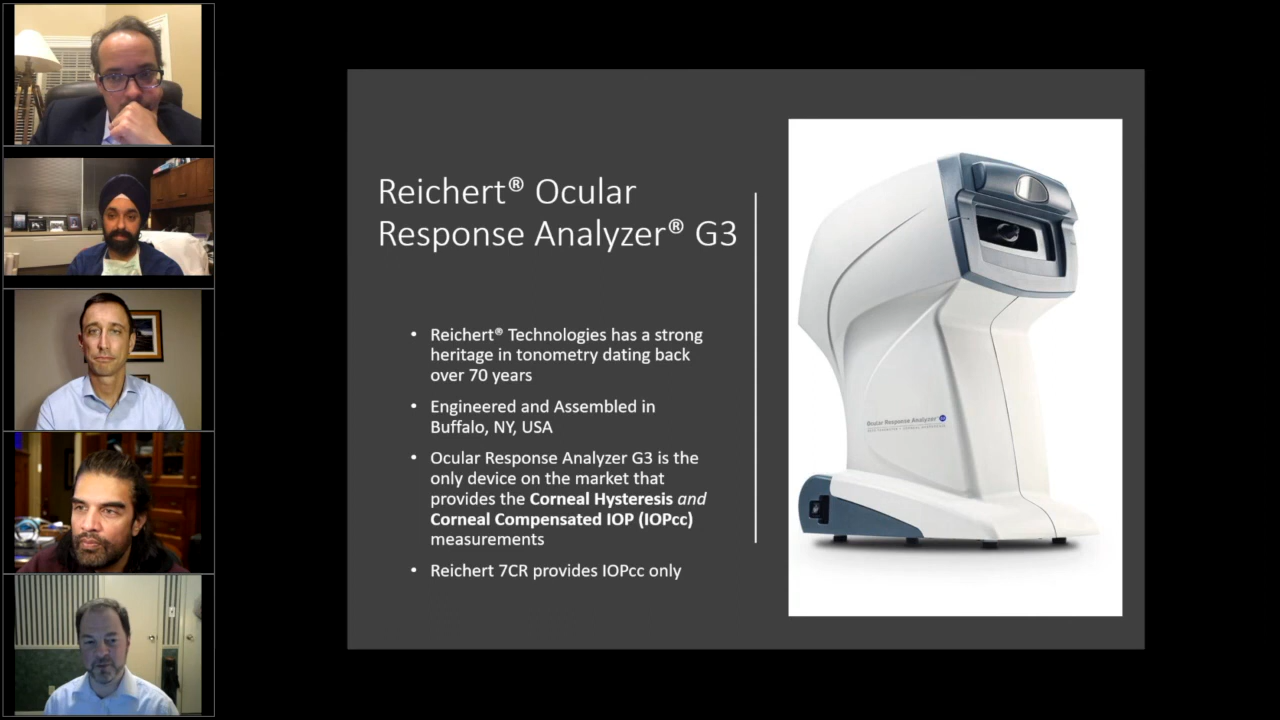 Reichert® Ocular
Response Analyzer® G3
• Reichert® Technologies has a strong
heritage in tonometry dating back
over 70 years
• Engineered and Assembled in
Buffalo, NY, USA
• Ocular Response Analyzer G3 is the
only device on the market that
provides the Corneal Hysteresis and
Corneal Compensated IOP (IOPcc)
measurements
• Reichert 7CR provides IOPcc only
Ocular Response Analyzer® G3